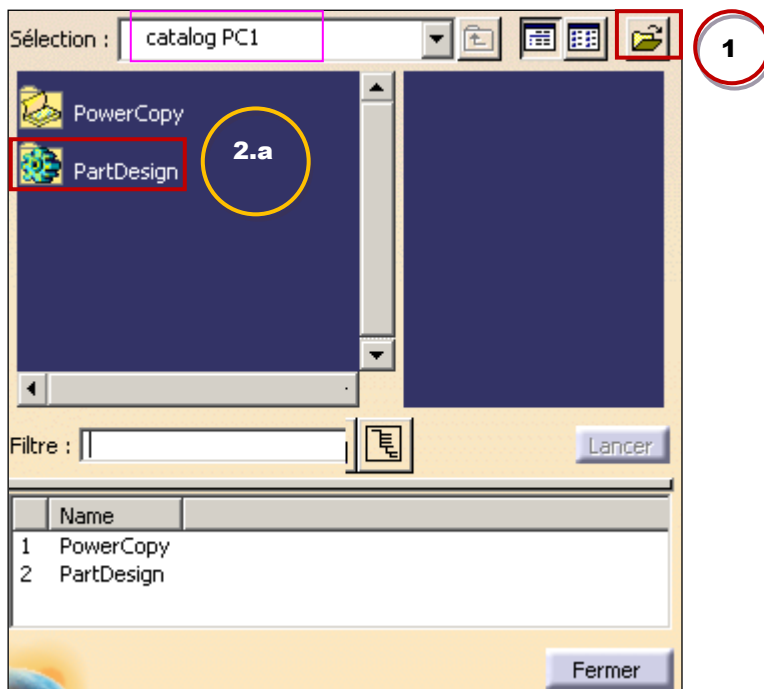 Sélection : catalog PC1
1
PowerCopy
2.a
PartDesign
Filtre :
Lancer
Name
1 PowerCopy
2 PartDesign
Fermer